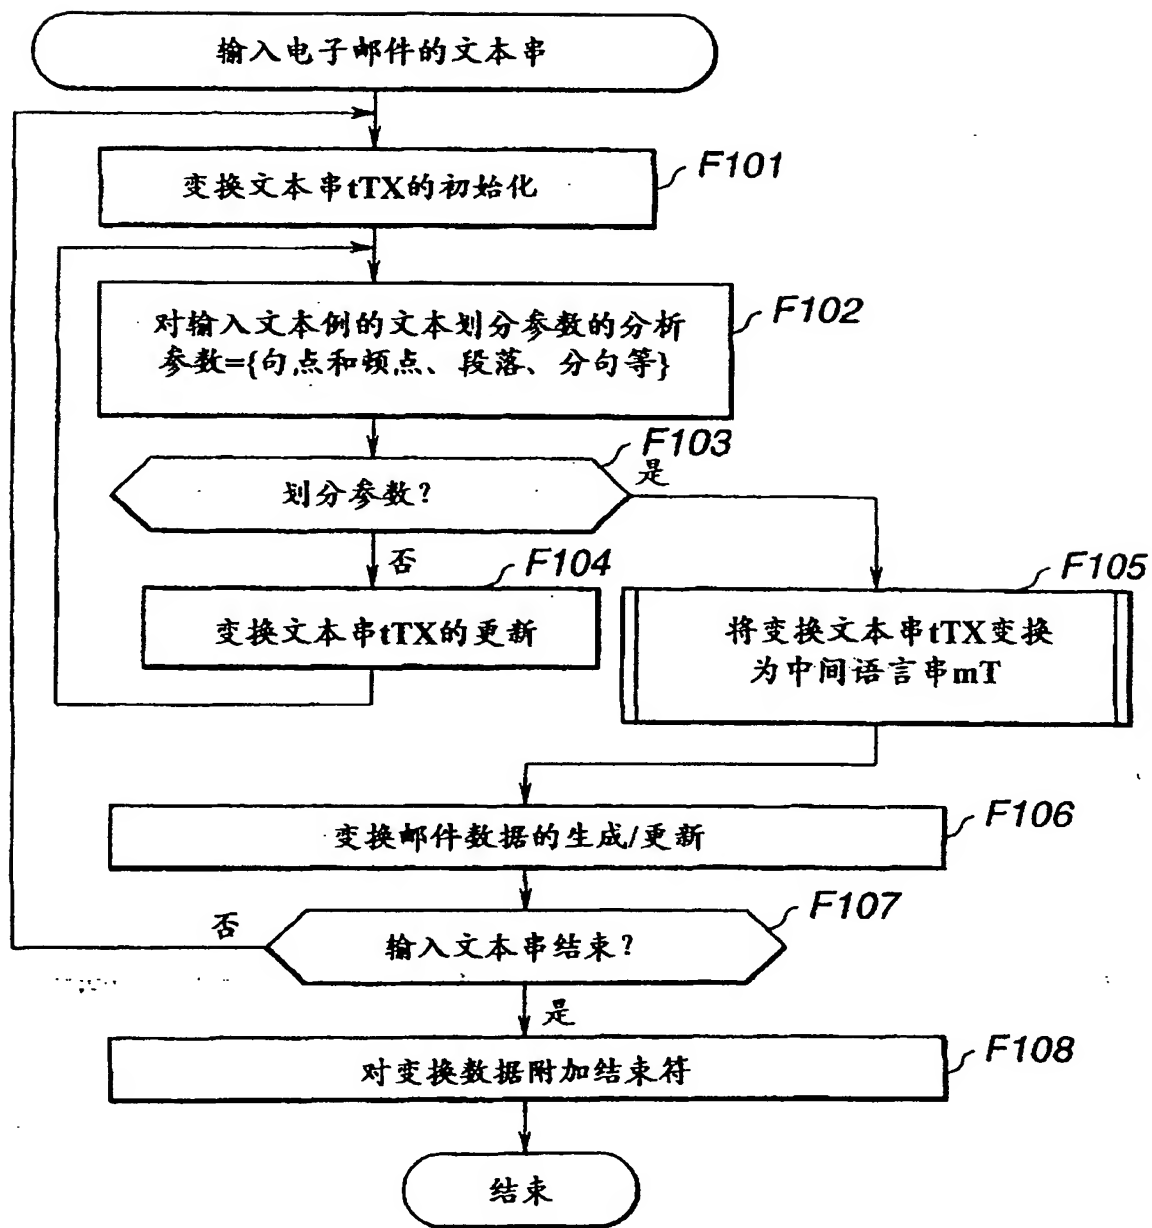 输入电子邮件的文本串
变换文本串tTX的初始化
F101
对输入文本例的文本划分参数的分析
参数={句点和顿点、段落、分句等}
F102
划分参数?
F103
是
否
变换文本串tTX的更新
F104
将变换文本串tTX变换
为中间语言串mT
F105
变换邮件数据的生成/更新
F106
输入文本串结束?
F107
否
是
对变换数据附加结束符
F108
结束